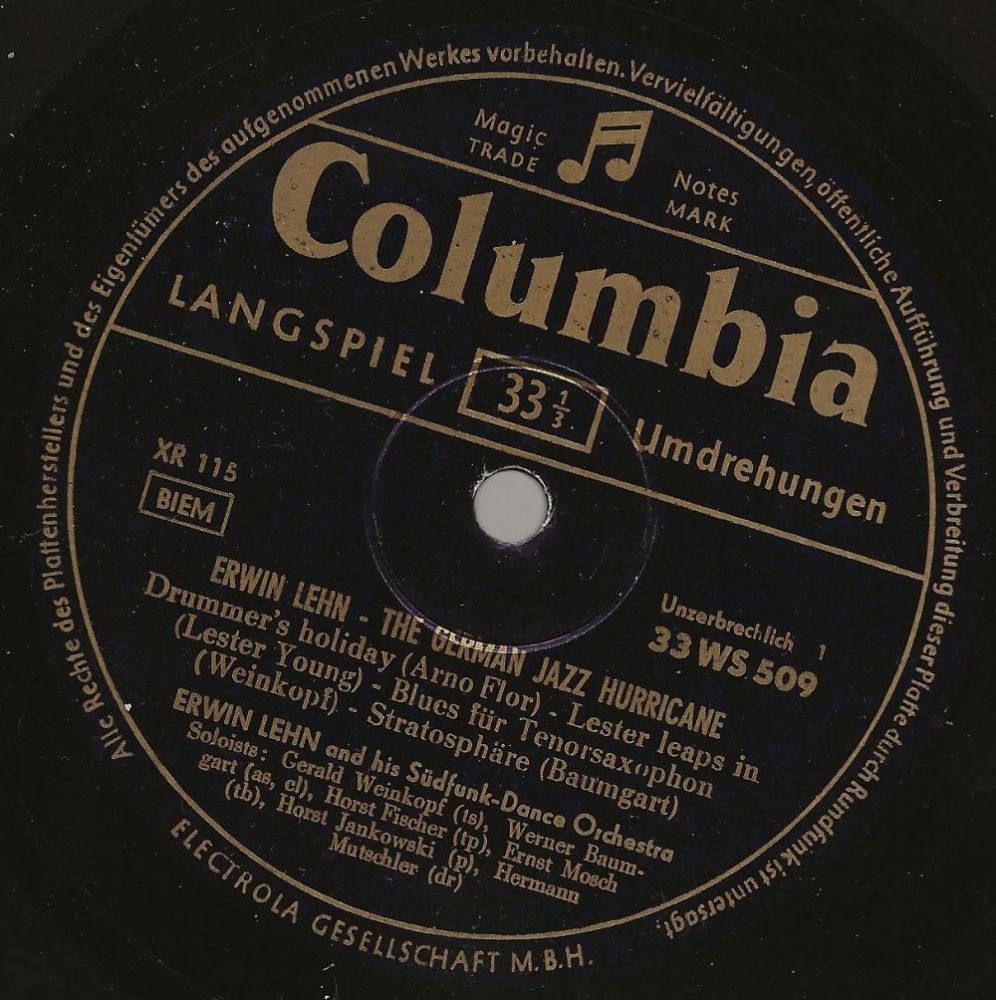 Alle Rechte des Plattenherstellers und des Eigentümers des aufgenommenen Werkes vorbehalten. Vervielfältigungen, öffentliche Aufführung und Verbreitung dieser Platte durch Rundfunk ist untersagt.
Magic Notes
TRADE MARK
Columbia
LANGSPIEL 33 1/3 Umdrehungen
XR 115
BIEM
Unzerbrechlich 1
33 WS 509
ERWIN LEHN - THE GERMAN JAZZ HURRICANE
Drummer's holiday (Arno Flor) - Lester leaps in
(Lester Young) - Blues für Tenorsaxophon
(Weinkopf) - Stratosphäre (Baumgart)
ERWIN LEHN and his Südfunk-Dance Orchestra
Soloists: Gerald Weinkopf (ts), Werner Baum-
gart (as, cl), Horst Fischer (tp), Ernst Mosch
(tb), Horst Jankowski (p), Hermann
Mutschler (dr)
ELECTROLA GESELLSCHAFT M.B.H.